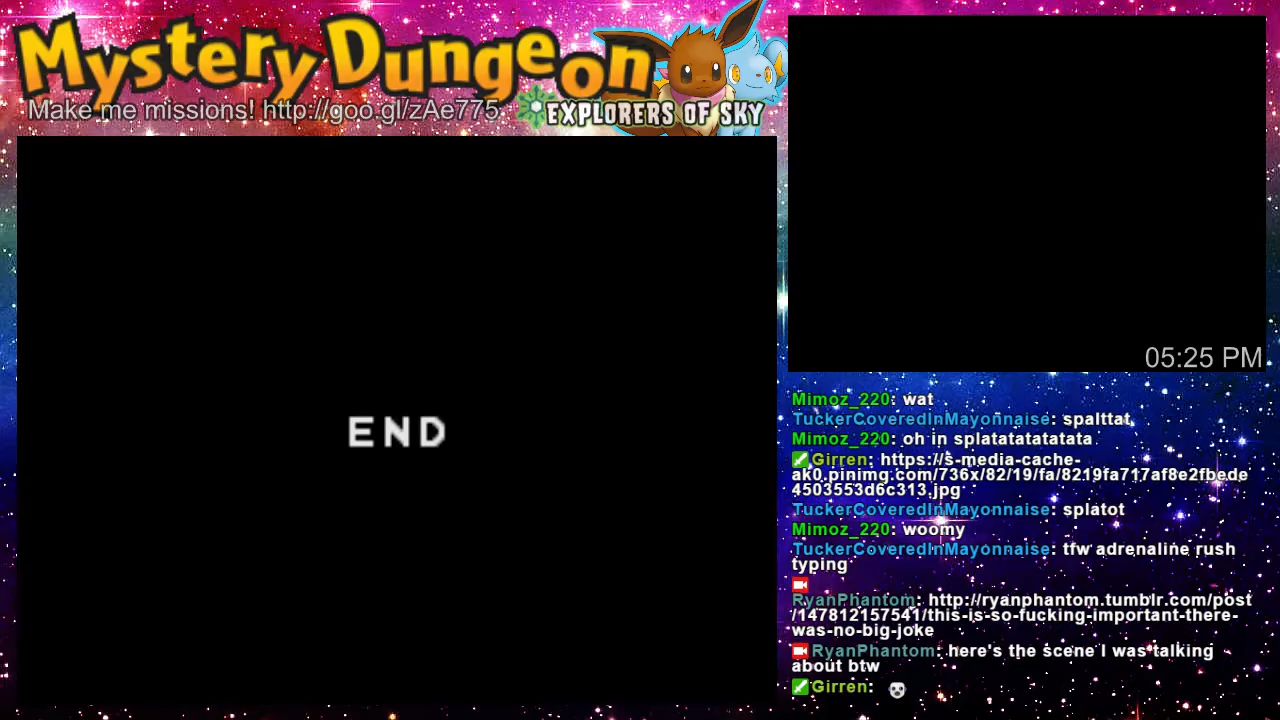 Mystery Dungeon
Make me missions! http://goo.gl/zAe775
EXPLORERS OF SKY
END
05:25 PM
Mimoz_220: wat
TuckerCoveredInMayonnaise: spalttat
Mimoz_220: oh in splatatatatatata
Girren: https://s-media-cache-
ak0.pinimg.com/736x/82/19/fa/8219fa717af8e2fbede
4503553d6c313.jpg
TuckerCoveredInMayonnaise: splatot
Mimoz_220: woomy
TuckerCoveredInMayonnaise: tfw adrenaline rush
typing
RyanPhantom: http://ryanphantom.tumblr.com/post
/147812157541/this-is-so-fucking-important-there-
was-no-big-joke
RyanPhantom: here's the scene I was talking
about btw
Girren: